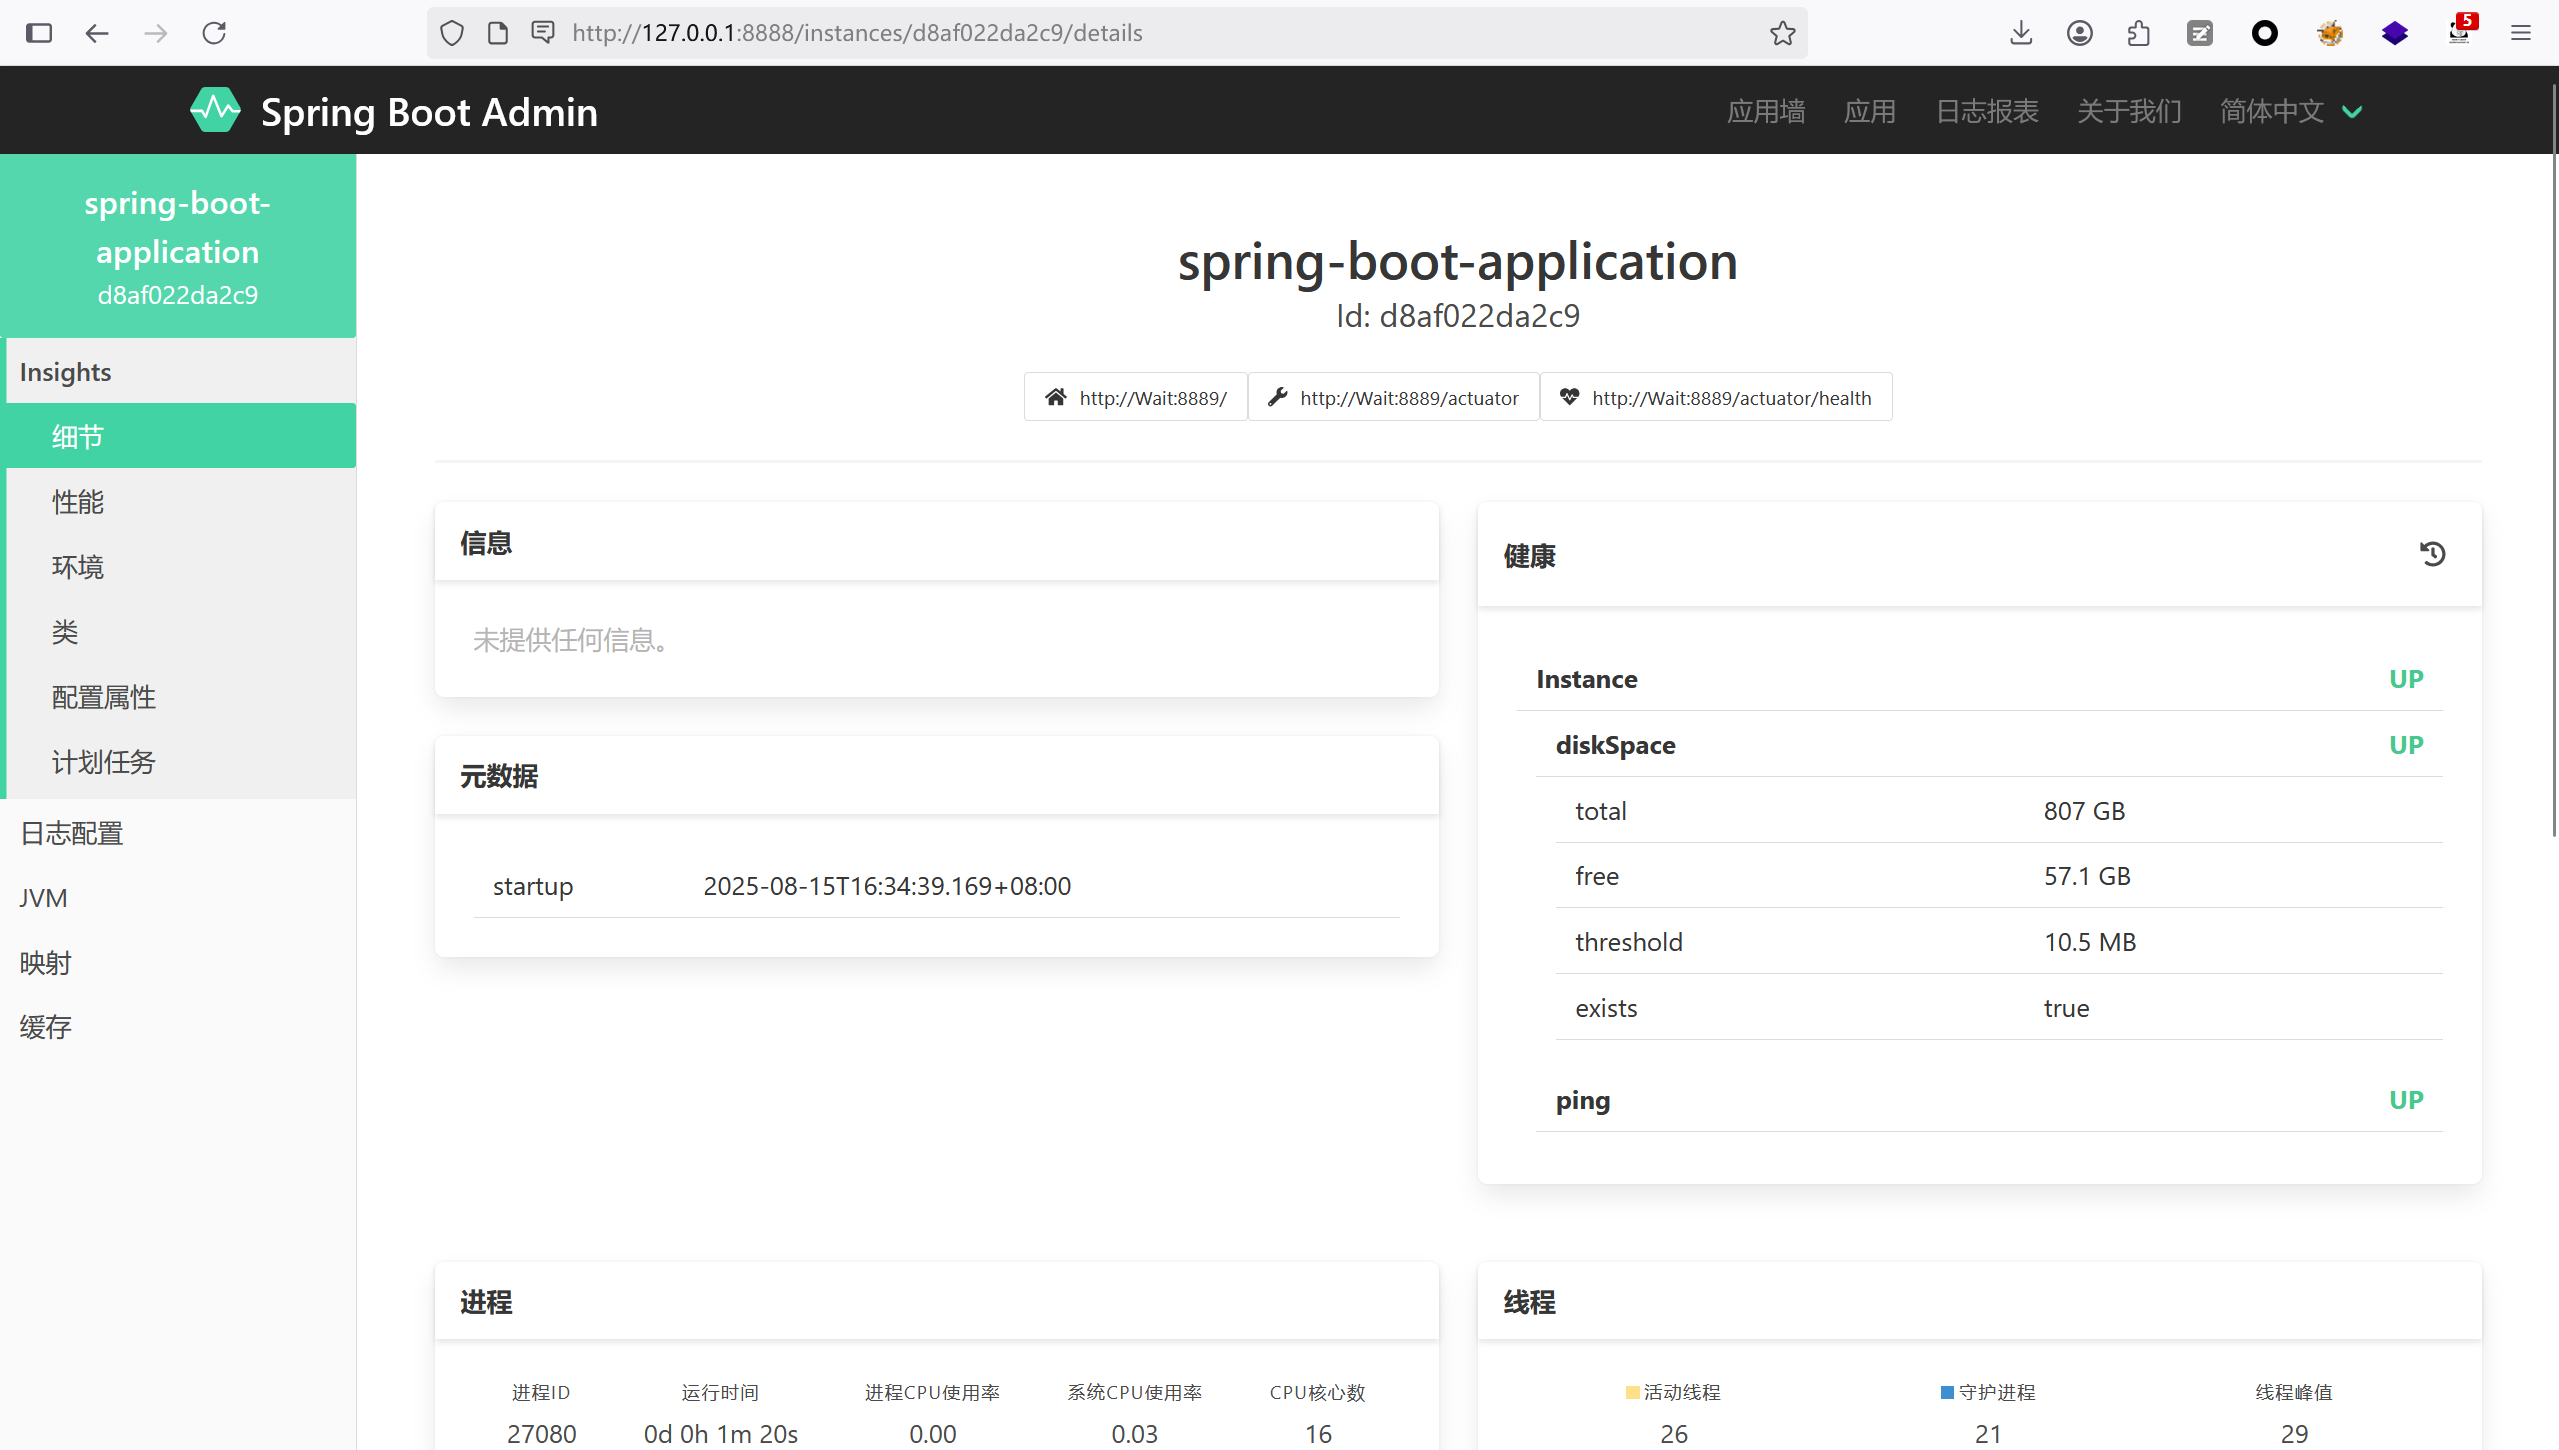 http://127.0.0.1:8888/instances/d8af022da2c9/details
5
Spring Boot Admin
应用墙
应用
日志报表
关于我们
简体中文
spring-boot-
application
d8af022da2c9
Insights
细节
性能
环境
类
配置属性
计划任务
日志配置
JVM
映射
缓存
spring-boot-application
Id: d8af022da2c9
http://Wait:8889/
http://Wait:8889/actuator
http://Wait:8889/actuator/health
信息
未提供任何信息。
元数据
startup 2025-08-15T16:34:39.169+08:00
健康
Instance UP
diskSpace UP
total 807 GB
free 57.1 GB
threshold 10.5 MB
exists true
ping UP
进程
进程ID 运行时间 进程CPU使用率 系统CPU使用率 CPU核心数
27080 0d 0h 1m 20s 0.00 0.03 16
线程
活动线程 守护进程 线程峰值
26 21 29